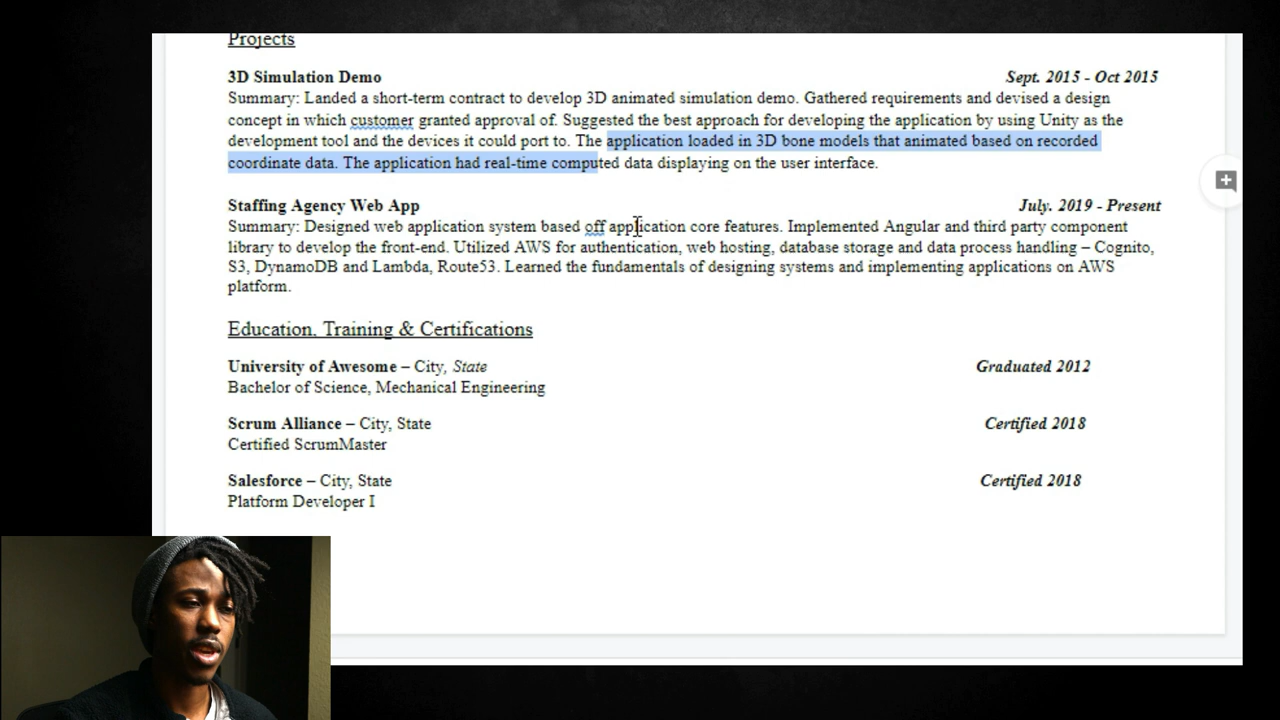 Projects
3D Simulation Demo Sept. 2015 - Oct 2015
Summary: Landed a short-term contract to develop 3D animated simulation demo. Gathered requirements and devised a design
concept in which customer granted approval of. Suggested the best approach for developing the application by using Unity as the
development tool and the devices it could port to. The application loaded in 3D bone models that animated based on recorded
coordinate data. The application had real-time computed data displaying on the user interface.
Staffing Agency Web App July. 2019 - Present
Summary: Designed web application system based off application core features. Implemented Angular and third party component
library to develop the front-end. Utilized AWS for authentication, web hosting, database storage and data process handling – Cognito,
S3, DynamoDB and Lambda, Route53. Learned the fundamentals of designing systems and implementing applications on AWS
platform.
Education, Training & Certifications
University of Awesome – City, State Graduated 2012
Bachelor of Science, Mechanical Engineering
Scrum Alliance – City, State Certified 2018
Certified ScrumMaster
Salesforce – City, State Certified 2018
Platform Developer I